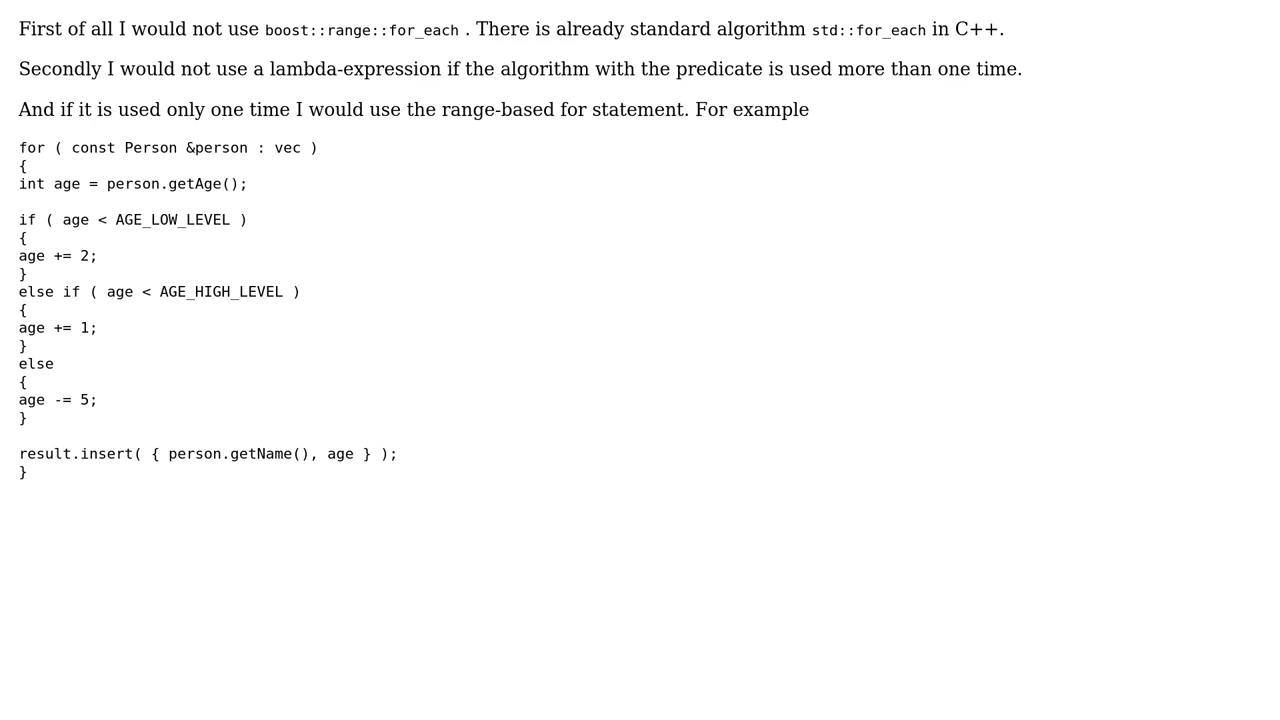 First of all I would not use boost::range::for_each . There is already standard algorithm std::for_each in C++.
Secondly I would not use a lambda-expression if the algorithm with the predicate is used more than one time.
And if it is used only one time I would use the range-based for statement. For example
for ( const Person &person : vec )
{
int age = person.getAge();
if ( age < AGE_LOW_LEVEL )
{
age += 2;
}
else if ( age < AGE_HIGH_LEVEL )
{
age += 1;
}
else
{
age -= 5;
}
result.insert( { person.getName(), age } );
}